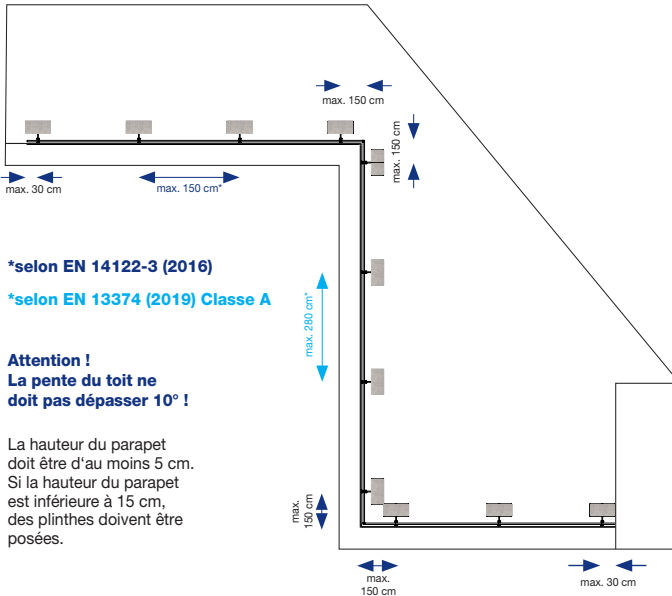 max. 150 cm
max. 150 cm
max. 30 cm
max. 150 cm*
*selon EN 14122-3 (2016)
*selon EN 13374 (2019) Classe A
max. 280 cm*
Attention !
La pente du toit ne
doit pas dépasser 10° !
La hauteur du parapet
doit être d‘au moins 5 cm.
Si la hauteur du parapet
est inférieure à 15 cm,
des plinthes doivent être
posées.
max.
150 cm
max.
150 cm
max. 30 cm